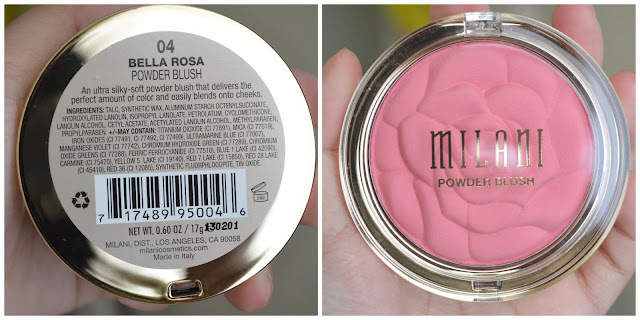 04
BELLA ROSA
POWDER BLUSH
An ultra silky-soft powder blush that delivers the
perfect amount of color and easily blends onto cheeks.
INGREDIENTS: TALC, SYNTHETIC WAX, ALUMINUM STARCH OCTENYLSUCCINATE,
HYDROXYLATED LANOLIN, ISOPROPYL LANOLATE, PETROLATUM, CYCLOMETHICONE,
LANOLIN ALCOHOL, CETYL ACETATE, ACETYLATED LANOLIN ALCOHOL, METHYLPARABEN,
PROPYLPARABEN. +/-MAY CONTAIN: TITANIUM DIOXIDE (CI 77891), MICA (CI 77019),
IRON OXIDES (CI 77491, CI 77492, CI 77499), ULTRAMARINE BLUE (CI 77007),
MANGANESE VIOLET (CI 77742), CHROMIUM HYDROXIDE GREEN (CI 77289), CHROMIUM
OXIDE GREENS (CI 77288), FERRIC FERROCYANIDE (CI 77510), BLUE 1 LAKE (CI 42090),
CARMINE (CI 75470), YELLOW 5 LAKE (CI 19140), RED 7 LAKE (CI 15850), RED 28 LAKE
(CI 45410), RED 36 (CI 12085), SYNTHETIC FLUORPHLOGOPITE, TIN OXIDE.
7 17489 95004 6
24M
NET WT. 0.60 OZ / 17g 130201
MILANI, DIST., LOS ANGELES, CA 90058
milanicosmetics.com
Made in Italy
MILANI
POWDER BLUSH